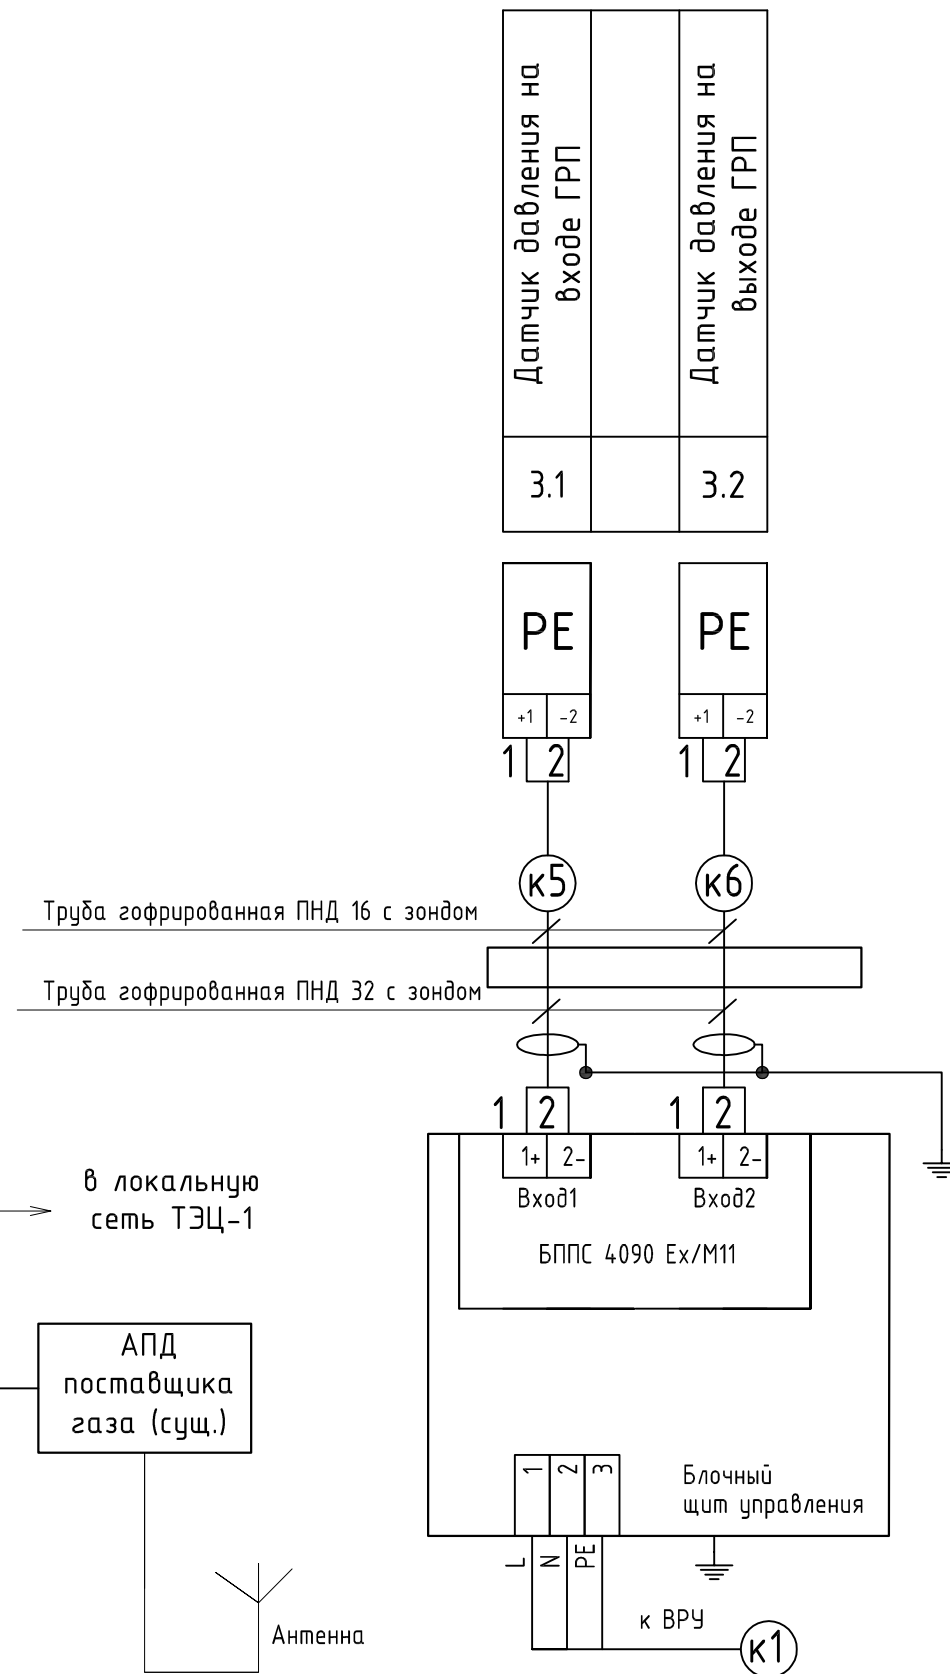 Датчик давления на
входе ГРП
Датчик давления на
выходе ГРП
3.1
3.2
PE
PE
+1
-2
+1
-2
1
2
1
2
к5
к6
Труба гофрированная ПНД 16 с зондом
Труба гофрированная ПНД 32 с зондом
1
2
1
2
1+
2-
1+
2-
Вход1
Вход2
БППС 4090 Ex/М11
в локальную
сеть ТЭЦ-1
АПД
поставщика
газа (сущ.)
1
2
3
Блочный
щит управления
L
N
PE
к ВРУ
к1
Антенна